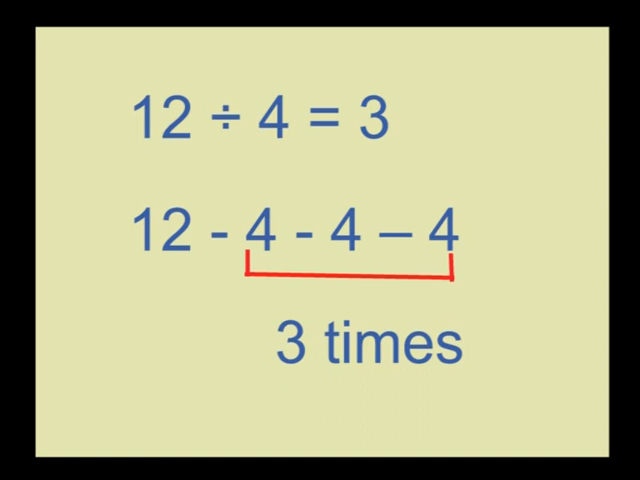 12 ÷ 4 = 3
12 - 4 - 4 – 4
3 times